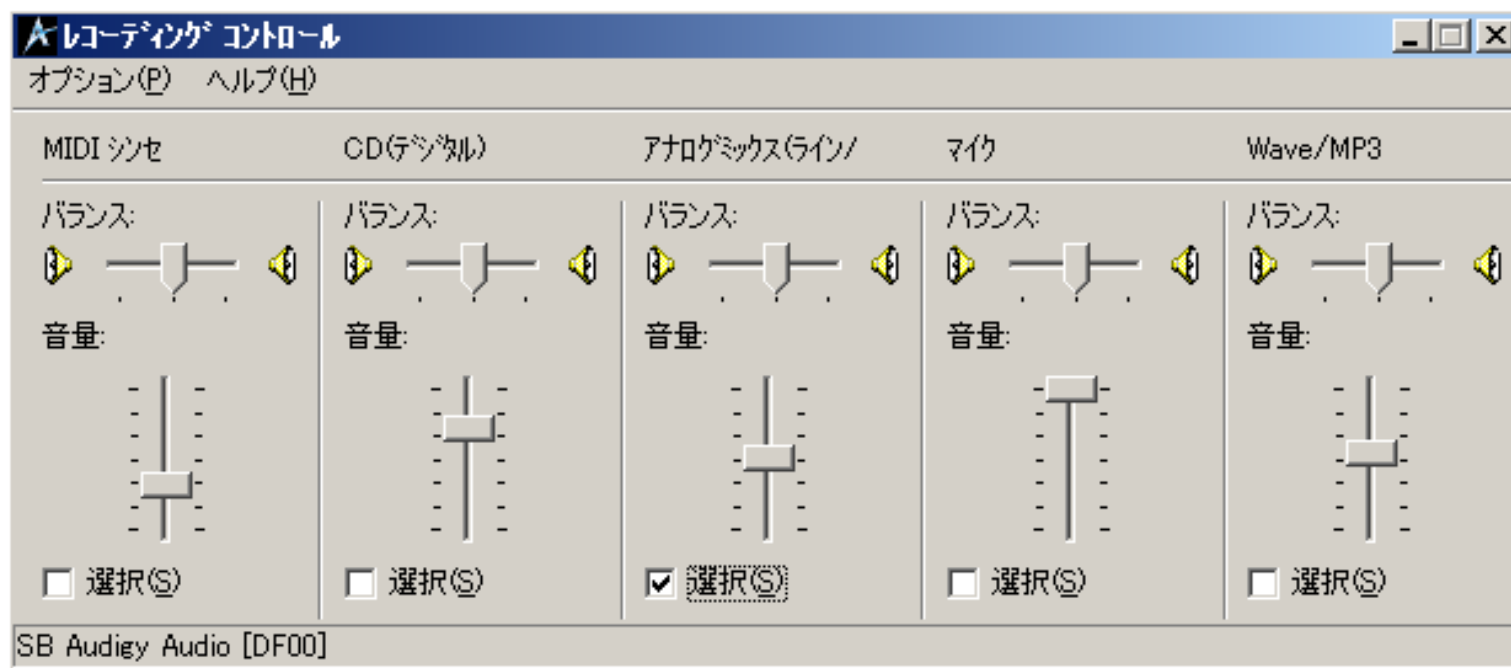 レコーディング コントロール
オプション(P) ヘルプ(H)
MIDI シンセ CD(デジタル) アナログミックス(ライン/ マイク Wave/MP3
バランス: バランス: バランス: バランス: バランス:
音量: 音量: 音量: 音量: 音量:
選択(S) 選択(S) 選択(S) 選択(S) 選択(S)
SB Audigy Audio [DF00]